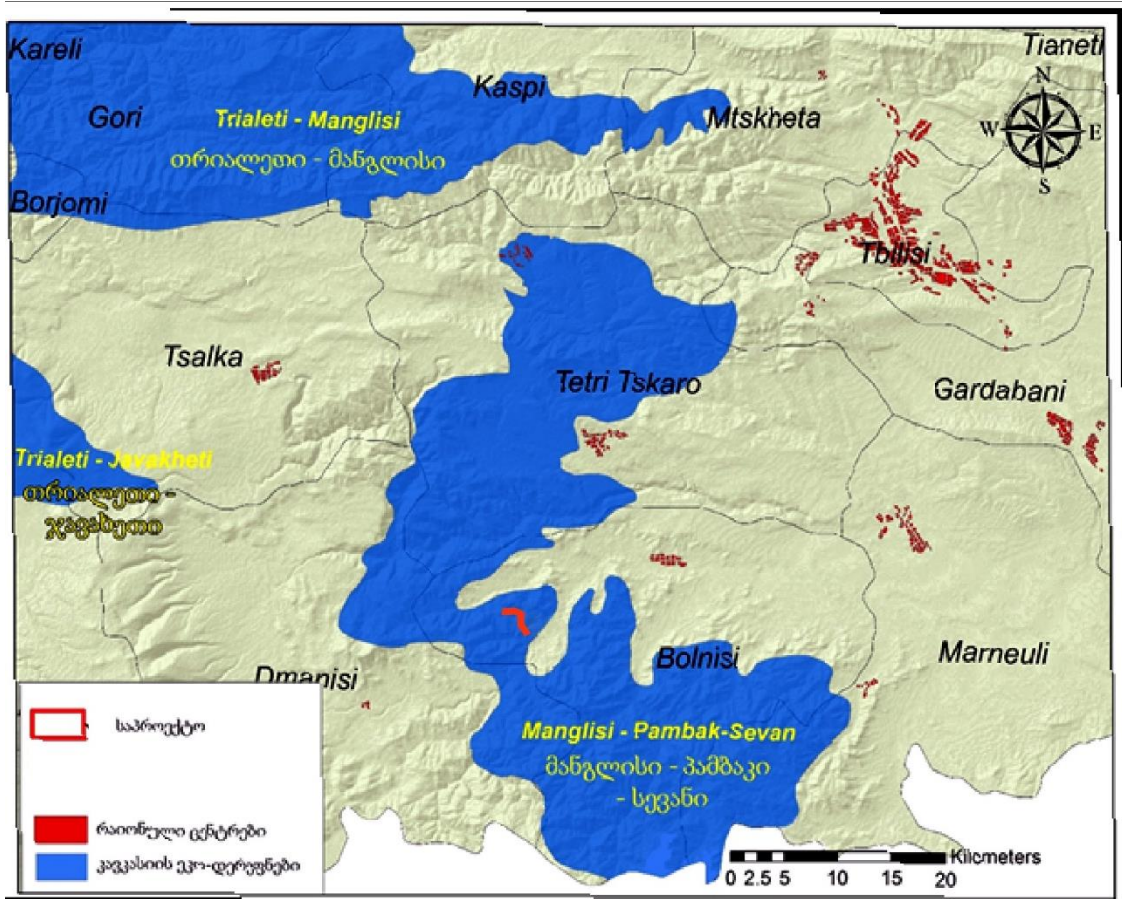 Kareli
Tianeti
N
Kaspi
Gori
Trialeti - Manglisi
Mtskheta
W
E
თრიალეთი - მანგლისი
S
Borjomi
Tbilisi
Tsalka
Tetri Tskaro
Gardabani
Trialeti - Javakheti
თრიალეთი -
ჯავახეთი
Dmanisi
Bolnisi
Marneuli
Manglisi - Pambak-Sevan
მანგლისი - პამბაკი
- სევანი
საპროექტო
რაიონული ცენტრები
კავკასიის ეკო-დერეფნები
Kilometers
0 2.5 5 10 15 20